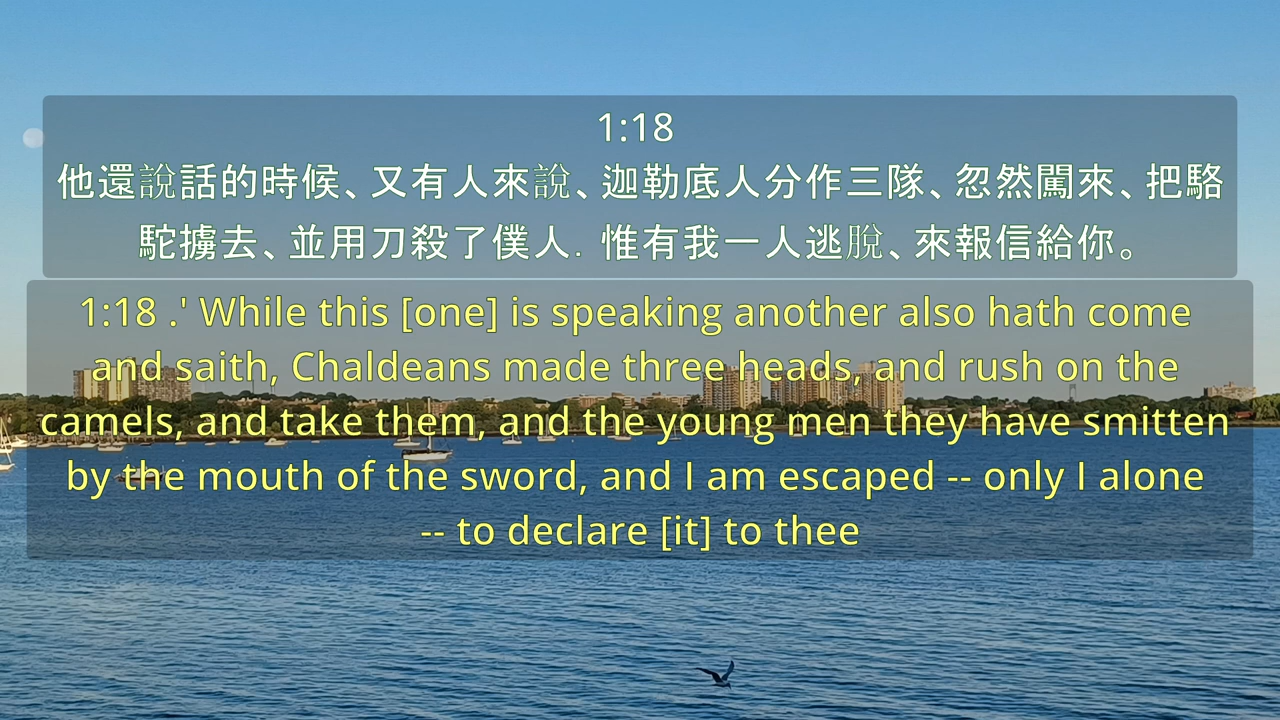 1:18
他還說話的時候、又有人來說、迦勒底人分作三隊、忽然闖來、把駱
駝擄去、並用刀殺了僕人. 惟有我一人逃脫、來報信給你。
1:18 .' While this [one] is speaking another also hath come
and saith, Chaldeans made three heads, and rush on the
camels, and take them, and the young men they have smitten
by the mouth of the sword, and I am escaped -- only I alone
-- to declare [it] to thee